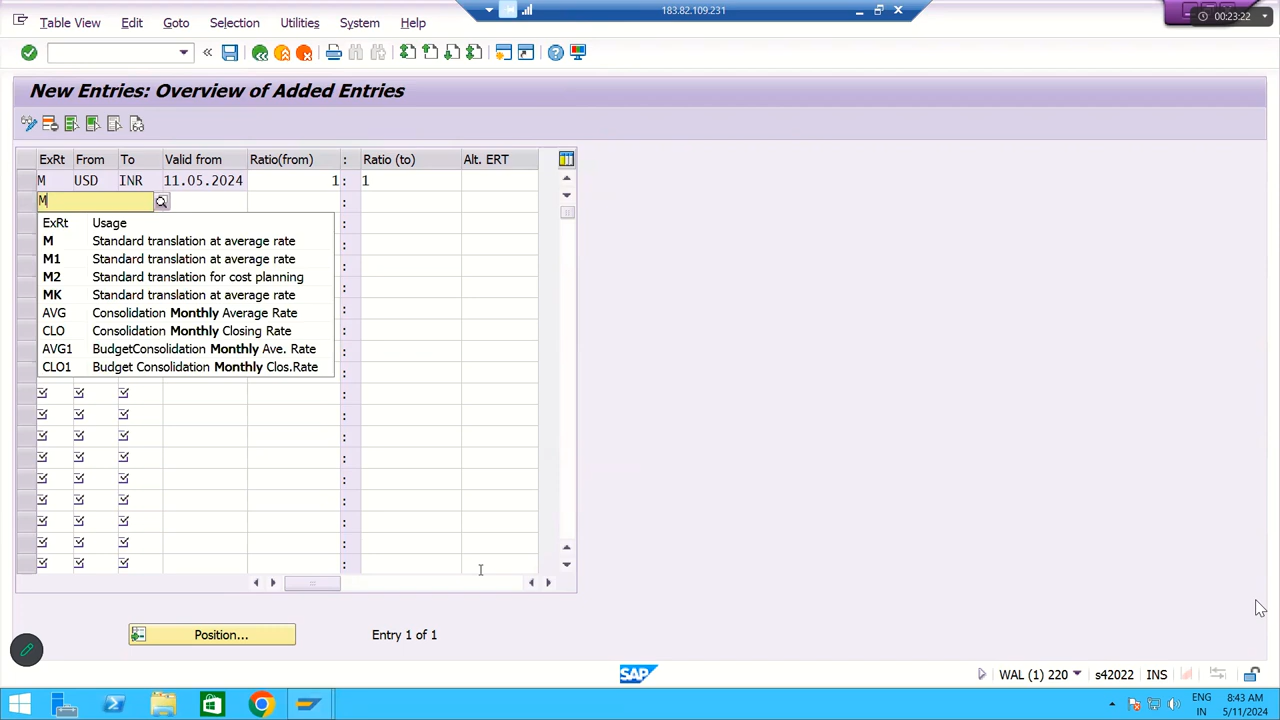 183.82.109.231
00:23:22
Table View Edit Goto Selection Utilities System Help
New Entries: Overview of Added Entries
ExRt From To Valid from Ratio(from) : Ratio (to) Alt. ERT
M USD INR 11.05.2024 1 : 1
M :
ExRt Usage
M Standard translation at average rate
M1 Standard translation at average rate
M2 Standard translation for cost planning
MK Standard translation at average rate
AVG Consolidation Monthly Average Rate
CLO Consolidation Monthly Closing Rate
AVG1 BudgetConsolidation Monthly Ave. Rate
CLO1 Budget Consolidation Monthly Clos.Rate
Position... Entry 1 of 1
SAP WAL (1) 220 s42022 INS
ENG 8:43 AM
IN 5/11/2024